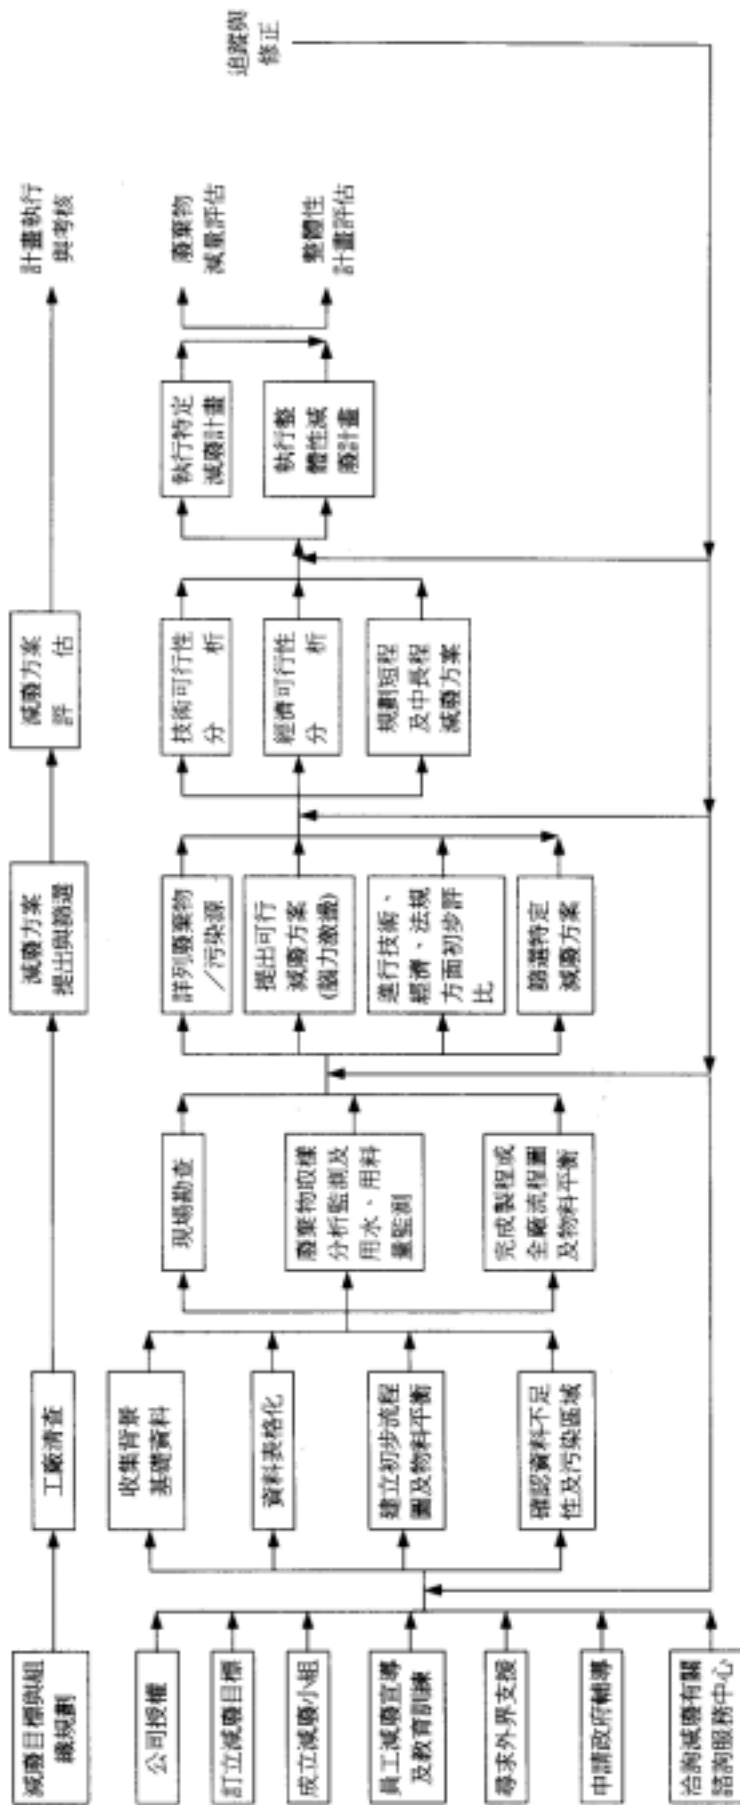 減廢目標與組
織規劃
工廠清查
減廢方案
提出與篩選
減廢方案
評估
計畫執行
與考核
公司授權
訂立減廢目標
成立減廢小組
員工減廢宣導
及教育訓練
尋求外界支援
申請政府輔導
洽詢減廢有關
諮詢服務中心
收集背景
基礎資料
資料表格化
建立初步流程
圖及物料平衡
確認資料不足
性及污染區域
現場勘查
廢棄物取樣
分析監測及
用水、用料
量監測
完成製程或
全廠流程圖
及物料平衡
詳列廢棄物
/污染源
提出可行
減廢方案
(腦力激盪)
進行技術、
經濟、法規
方面初步評
比
篩選特定
減廢方案
技術可行性
分析
經濟可行性
分析
規劃短程
及中長程
減廢方案
執行特定
減廢計畫
執行整
體性減
廢計畫
廢棄物
減量評估
整體性
計畫評估
追蹤與
修正